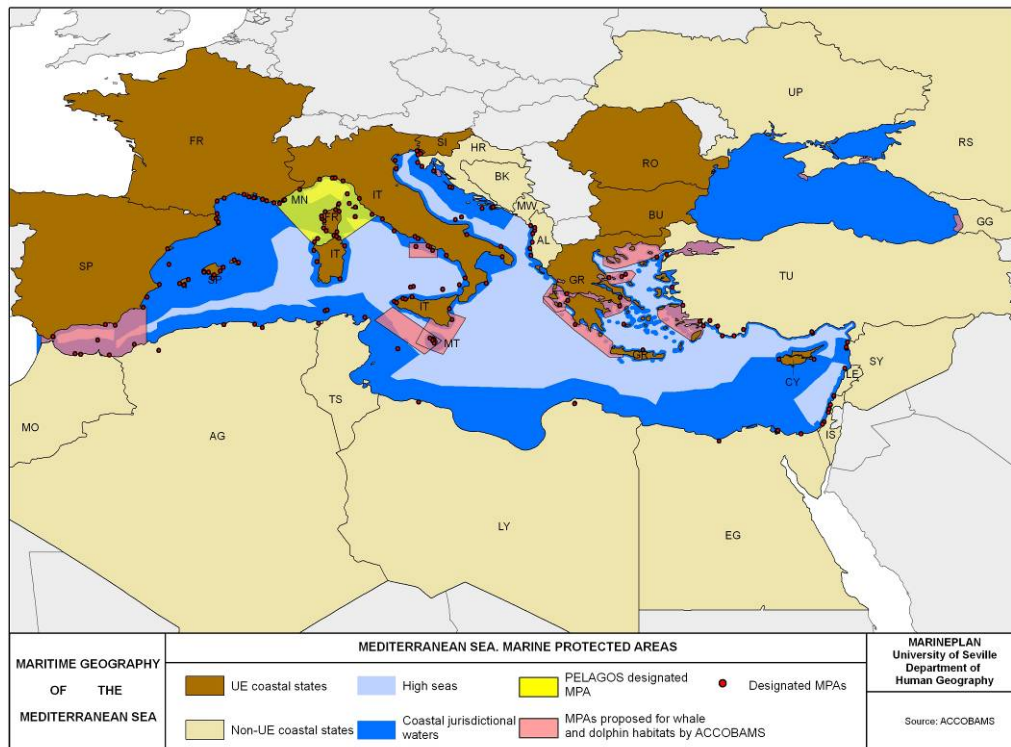 UP
FR
SI
HR
RO
RS
BK
MN
IT
MW
BU
GG
FR
AL
SP
IT
GR
TU
SP
IT
MT
GR
SY
CY
LE
MO
TS
IS
AG
LY
EG
MARITIME GEOGRAPHY
OF THE
MEDITERRANEAN SEA
MEDITERRANEAN SEA. MARINE PROTECTED AREAS
UE coastal states
High seas
PELAGOS designated
MPA
Designated MPAs
Non-UE coastal states
Coastal jurisdictional
waters
MPAs proposed for whale
and dolphin habitats by ACCOBAMS
MARINEPLAN
University of Seville
Department of
Human Geography
Source: ACCOBAMS